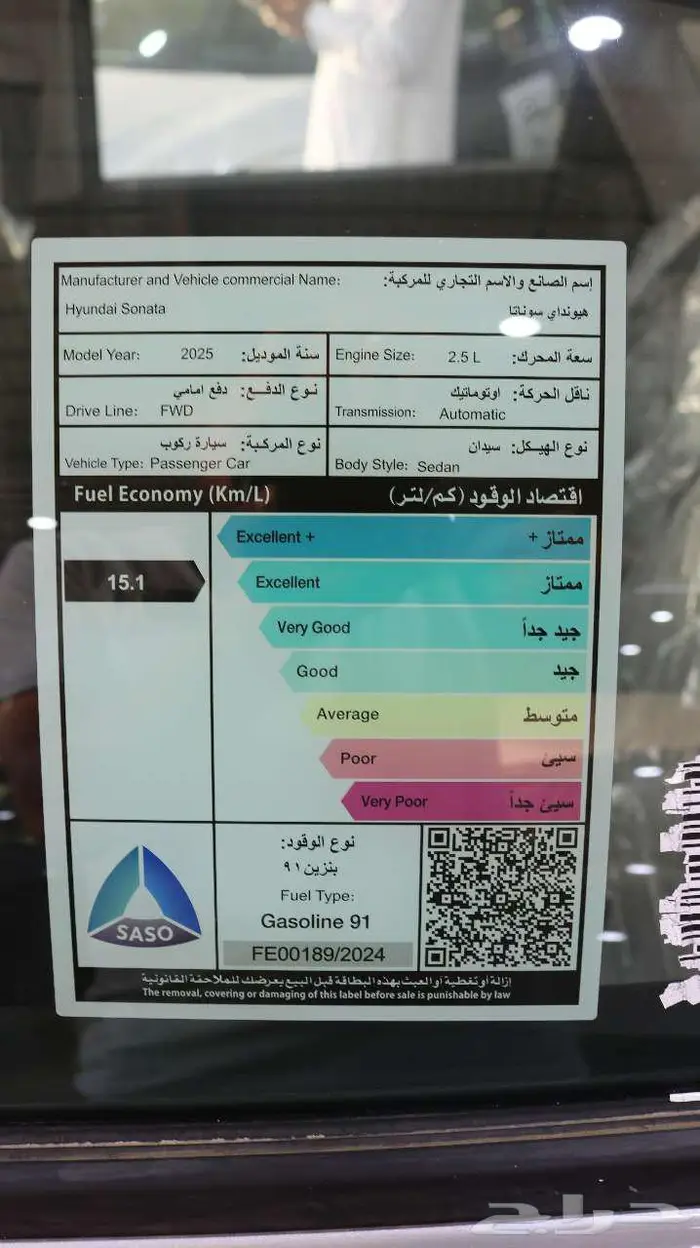 Manufacturer and Vehicle commercial Name: إسم الصانع والاسم التجاري للمركبة:
Hyundai Sonata هيونداي سوناتا
Model Year: 2025 سنة الموديل:
Engine Size: 2.5 L سعة المحرك:
نوع الدفع: دفع امامي
Drive Line: FWD
ناقل الحركة: اوتوماتيك
Transmission: Automatic
نوع المركبة: سيارة ركوب
Vehicle Type: Passenger Car
نوع الهيكل: سيدان
Body Style: Sedan
Fuel Economy (Km/L) اقتصاد الوقود (كم/لتر)
Excellent + ممتاز +
15.1
Excellent ممتاز
Very Good جيد جداً
Good جيد
Average متوسط
Poor سيئ
Very Poor سيئ جداً
SASO
نوع الوقود:
بنزين ٩١
Fuel Type:
Gasoline 91
FE00189/2024
إزالة أو تغطية أو العبث بهذه البطاقة قبل البيع يعرضك للملاحقة القانونية
The removal, covering or damaging of this label before sale is punishable by law
حراج